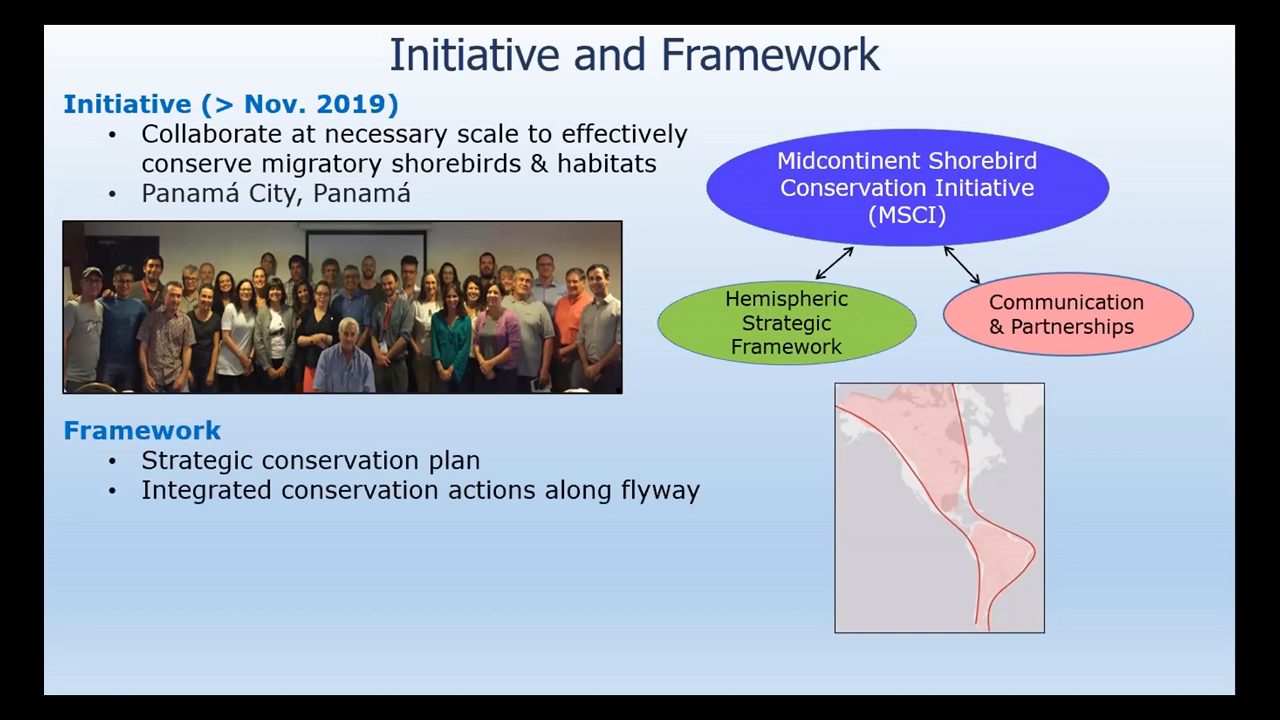 Initiative and Framework
Initiative (> Nov. 2019)
• Collaborate at necessary scale to effectively
conserve migratory shorebirds & habitats
• Panamá City, Panamá
Midcontinent Shorebird
Conservation Initiative
(MSCI)
Hemispheric
Strategic
Framework
Communication
& Partnerships
Framework
• Strategic conservation plan
• Integrated conservation actions along flyway